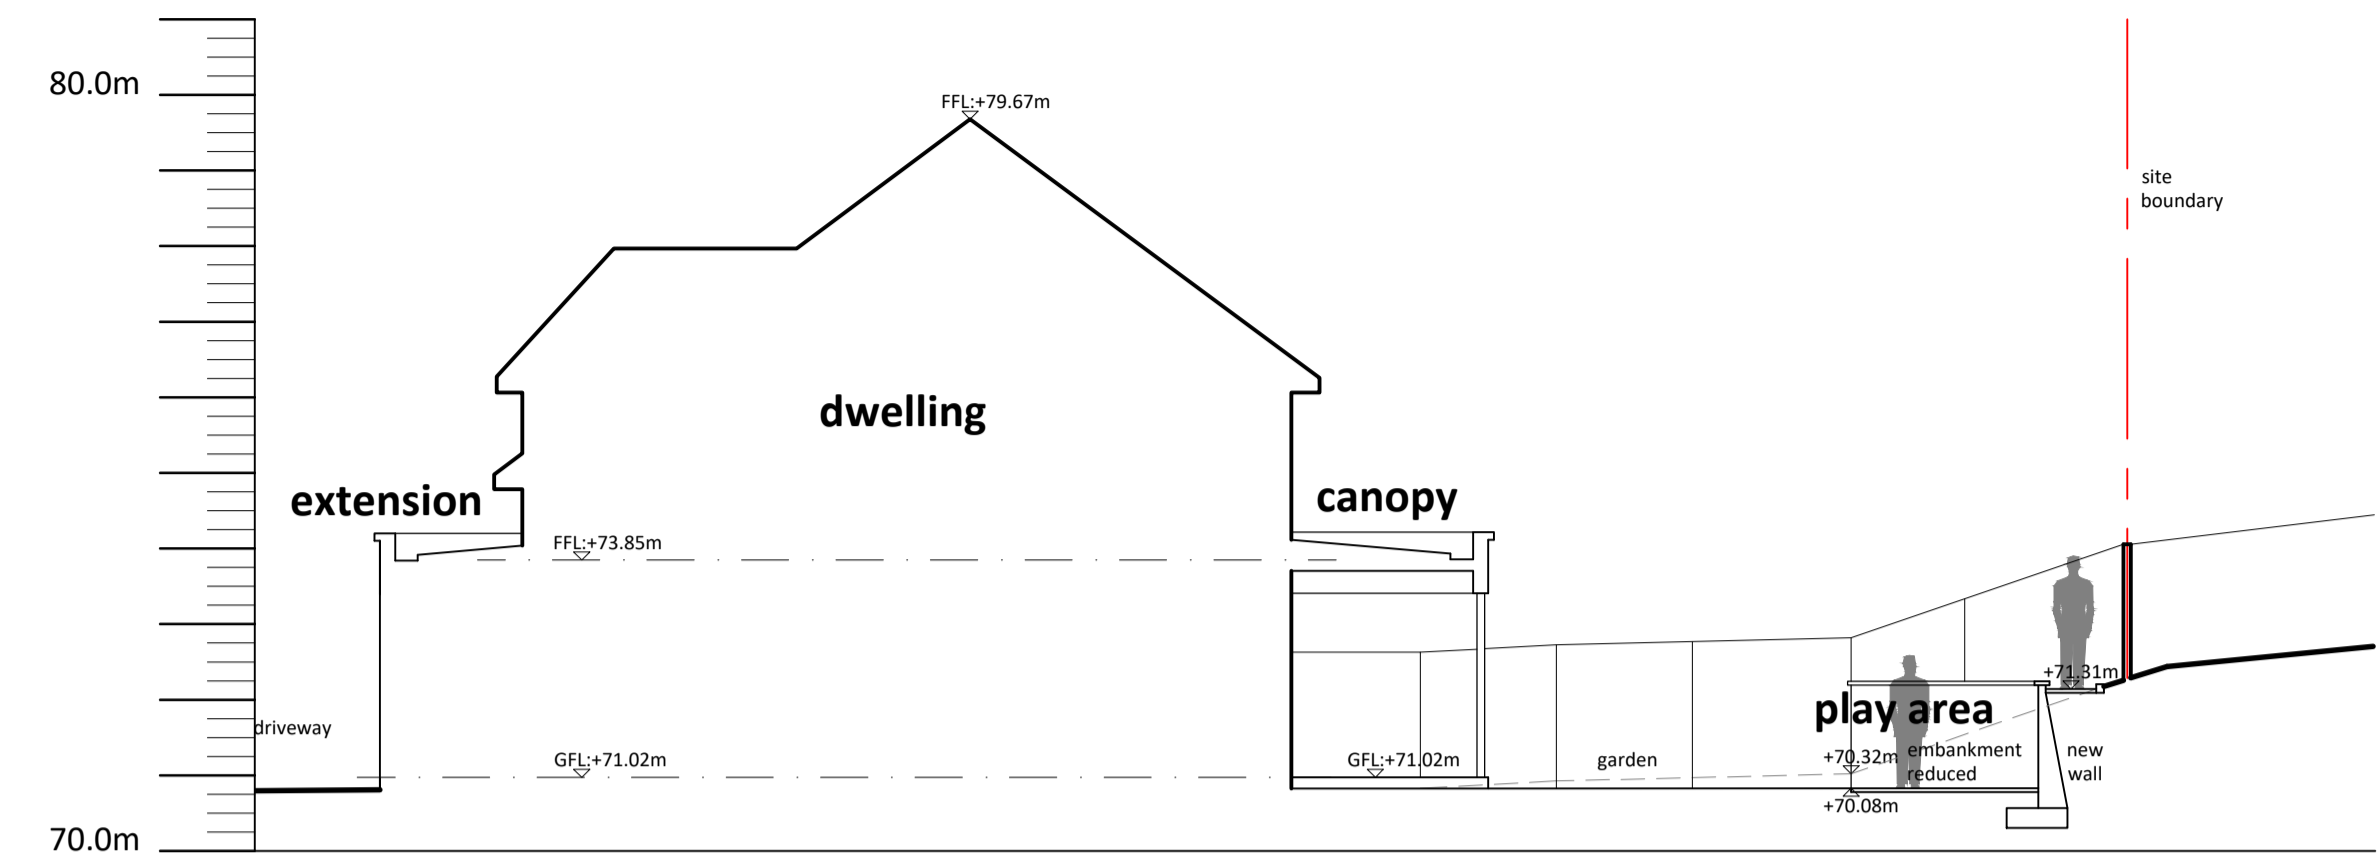 80.0m
FFL:+79.67m
site
boundary
dwelling
extension
canopy
FFL:+73.85m
+71.31m
play area
driveway
GFL:+71.02m
GFL:+71.02m
garden
+70.32m
embankment
reduced
new
wall
+70.08m
70.0m